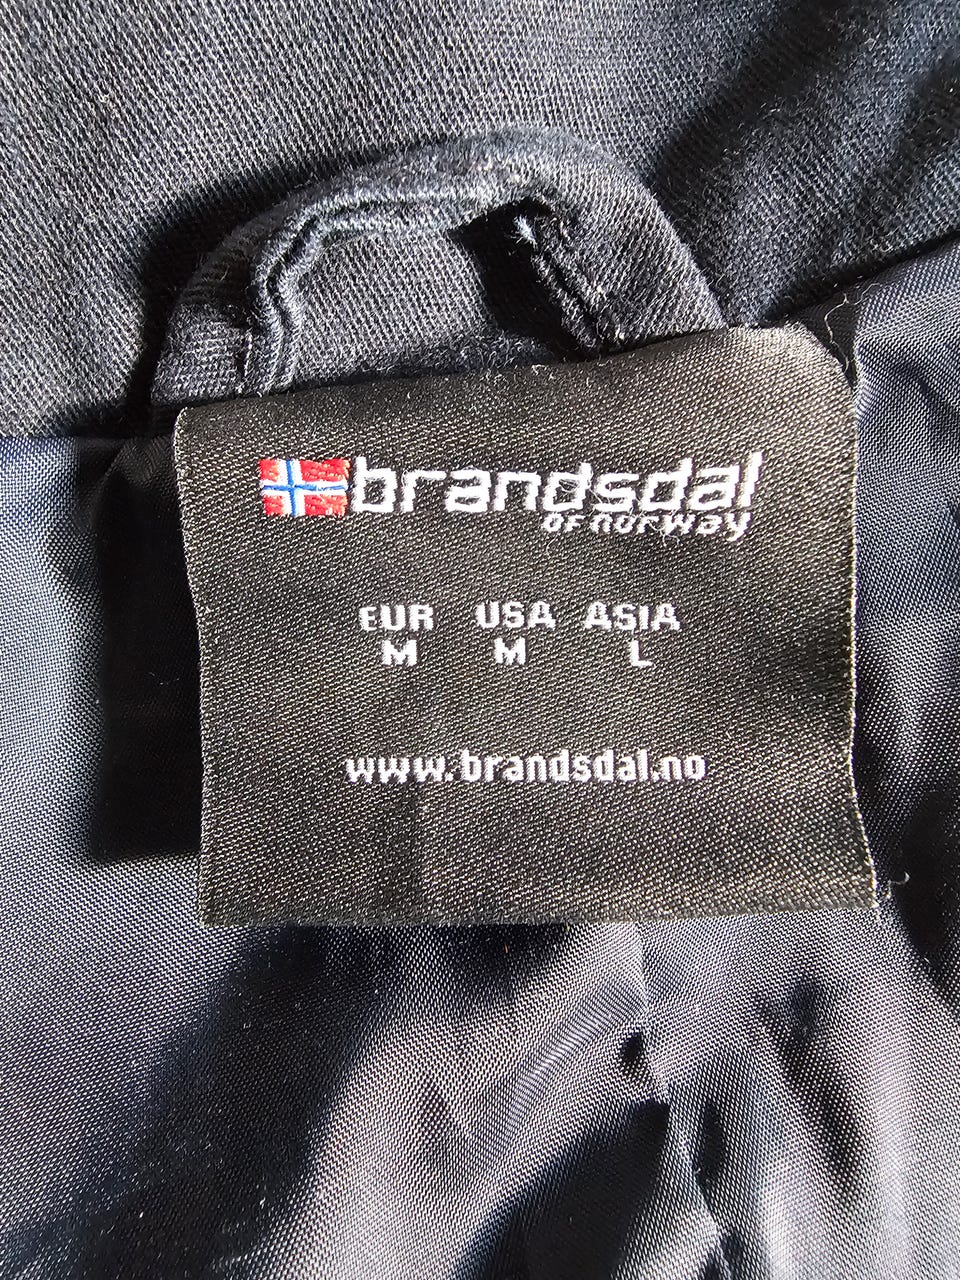 brandsdal
OF norway
EUR USA ASIA
M M L
www.brandsdal.no